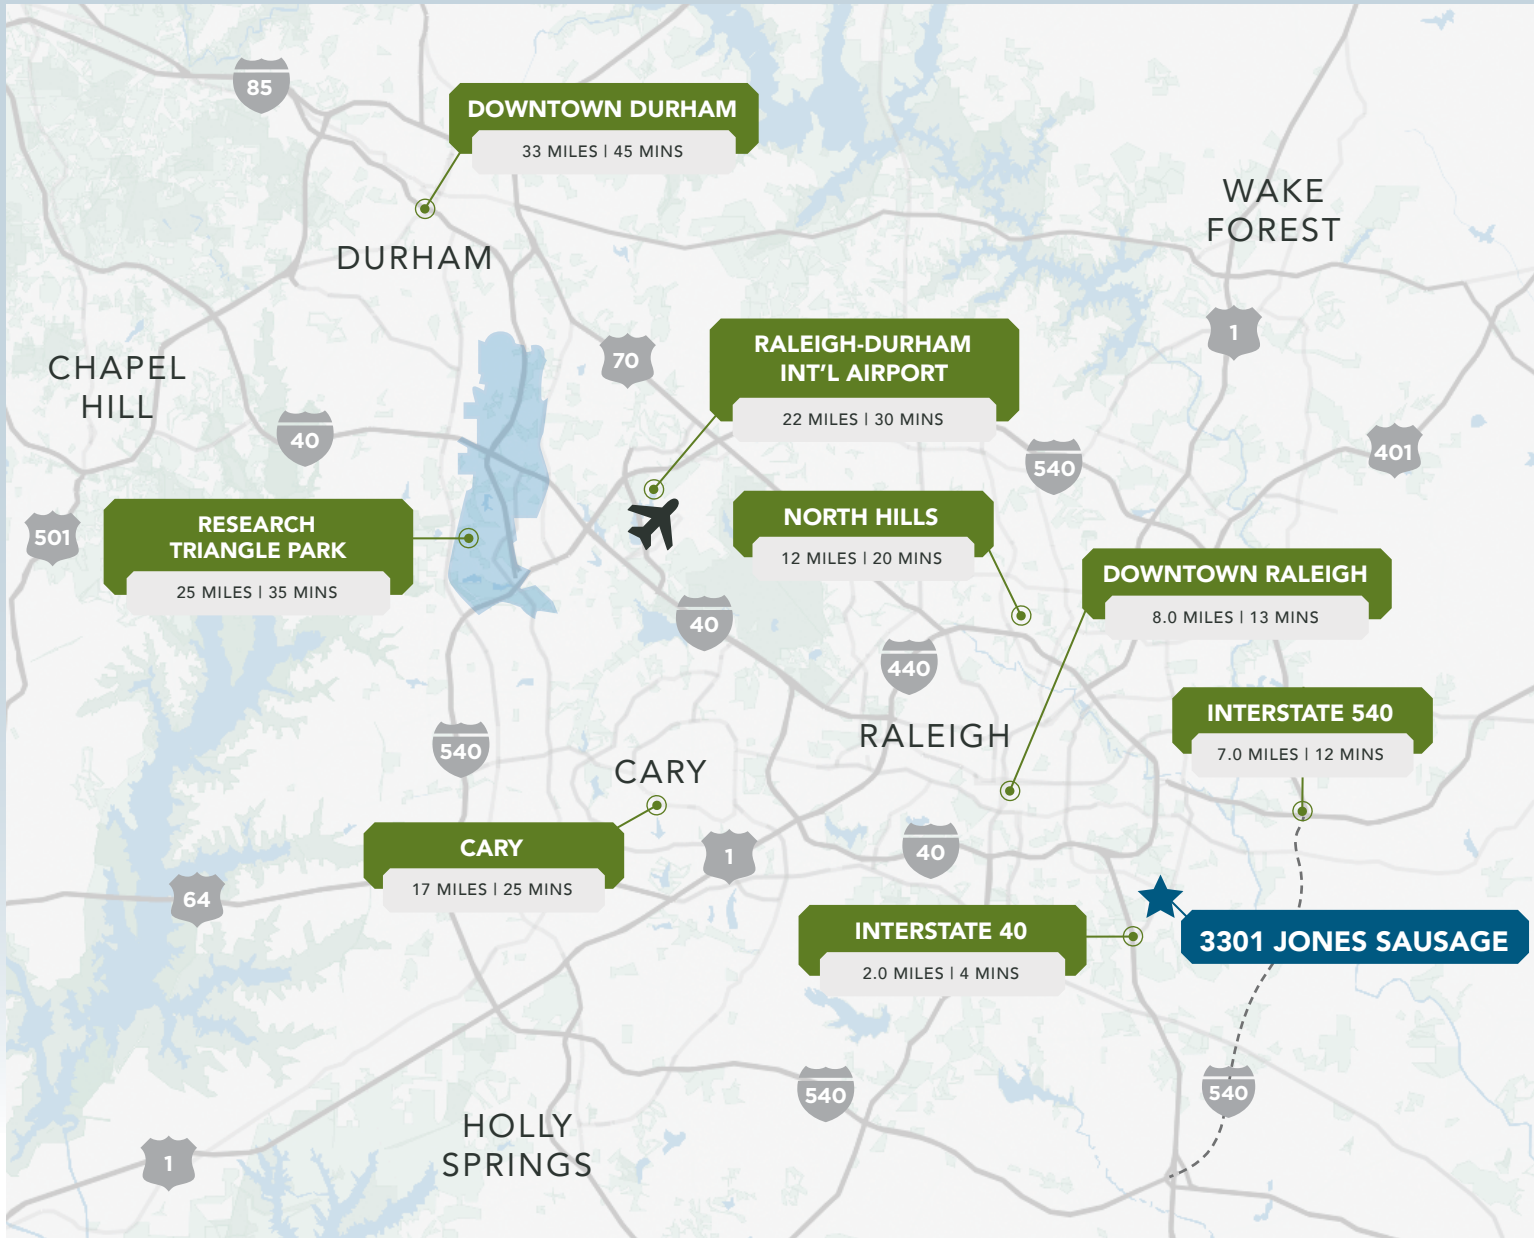 85
DOWNTOWN DURHAM
33 MILES | 45 MINS
WAKE
FOREST
DURHAM
1
RALEIGH-DURHAM
INT'L AIRPORT
22 MILES | 30 MINS
70
CHAPEL
HILL
40
540
401
501
RESEARCH
TRIANGLE PARK
25 MILES | 35 MINS
NORTH HILLS
12 MILES | 20 MINS
DOWNTOWN RALEIGH
8.0 MILES | 13 MINS
40
440
INTERSTATE 540
7.0 MILES | 12 MINS
RALEIGH
540
CARY
CARY
17 MILES | 25 MINS
1
40
64
INTERSTATE 40
2.0 MILES | 4 MINS
3301 JONES SAUSAGE
540
540
HOLLY
SPRINGS
1